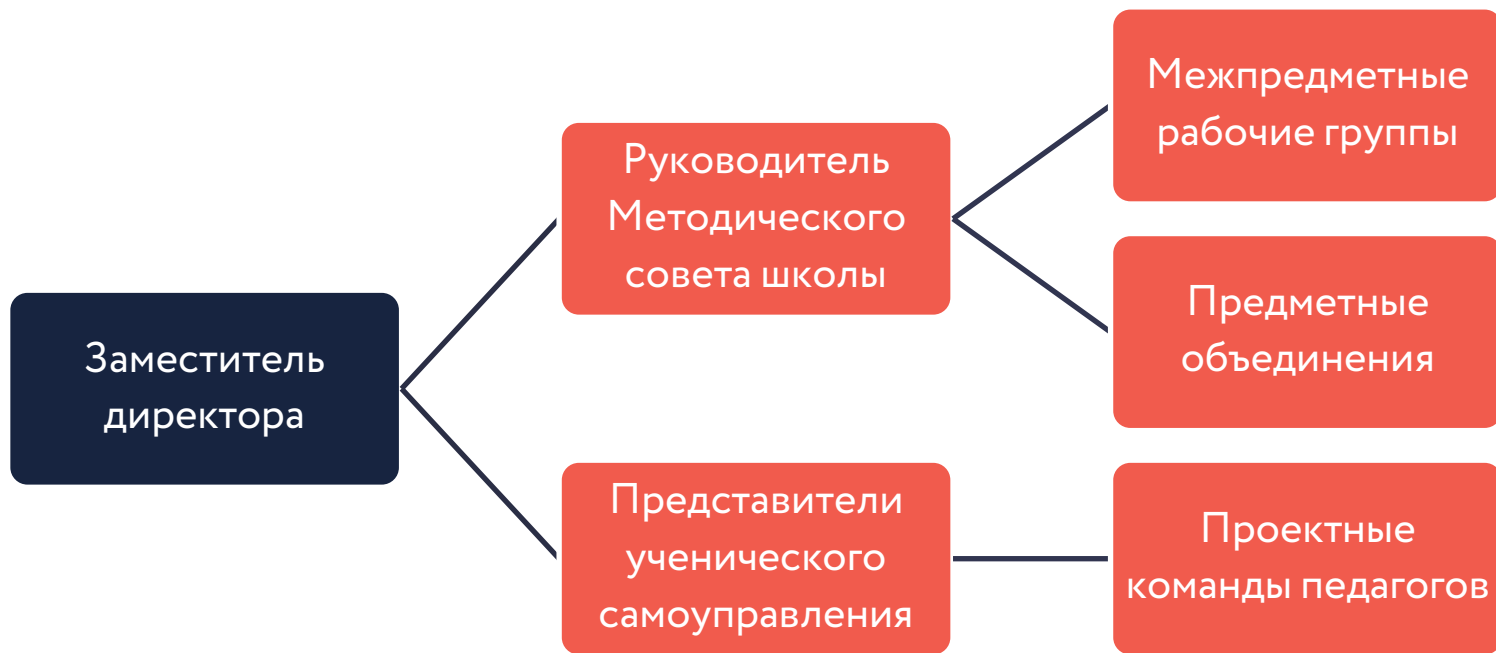 Заместитель
директора
Руководитель
Методического
совета школы
Представители
ученического
самоуправления
Межпредметные
рабочие группы
Предметные
объединения
Проектные
команды педагогов